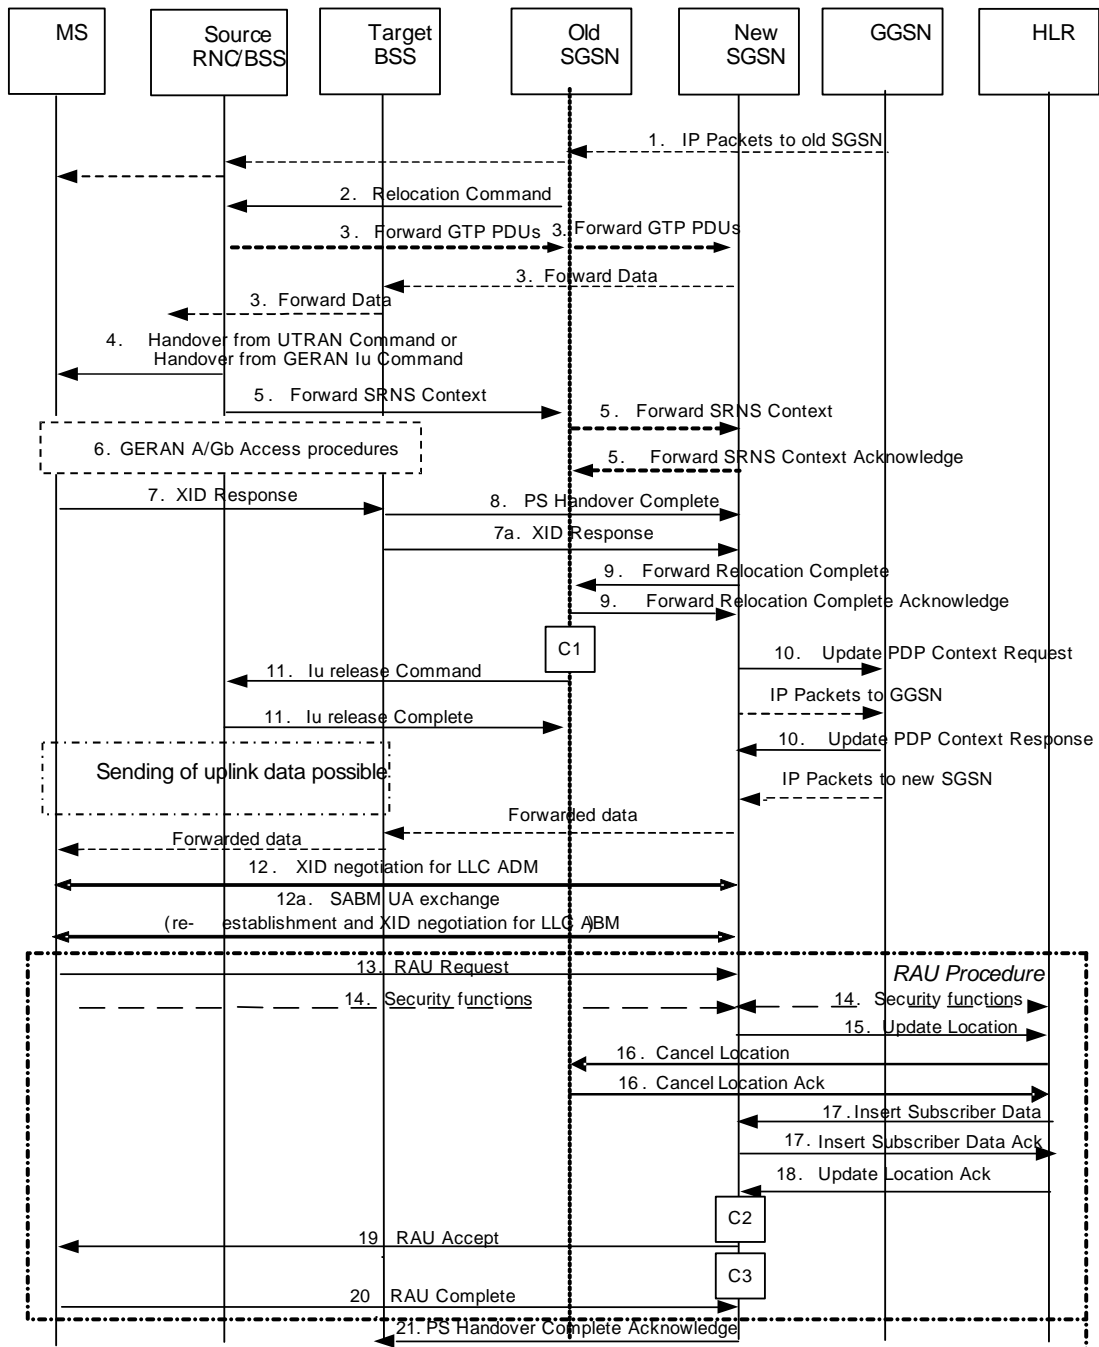 MS
Source
RNC/BSS
Target
BSS
Old
SGSN
New
SGSN
GGSN
HLR
1. IP Packets to old SGSN
2. Relocation Command
3. Forward GTP PDUs
3. Forward GTP PDUs
3. Forward Data
3. Forward Data
4. Handover from UTRAN Command or
Handover from GERAN Iu Command
5. Forward SRNS Context
5. Forward SRNS Context
6. GERAN A/Gb Access procedures
5. Forward SRNS Context Acknowledge
7. XID Response
8. PS Handover Complete
7a. XID Response
9. Forward Relocation Complete
9. Forward Relocation Complete Acknowledge
C1
10. Update PDP Context Request
11. Iu release Command
IP Packets to GGSN
11. Iu release Complete
10. Update PDP Context Response
Sending of uplink data possible
IP Packets to new SGSN
Forwarded data
Forwarded data
12. XID negotiation for LLC ADM
12a. SABM UA exchange
(re- establishment and XID negotiation for LLC ABM)
13. RAU Request
RAU Procedure
14. Security functions
14. Security functions
15. Update Location
16. Cancel Location
16. Cancel Location Ack
17. Insert Subscriber Data
17. Insert Subscriber Data Ack
18. Update Location Ack
C2
19 RAU Accept
C3
20 RAU Complete
21. PS Handover Complete Acknowledge